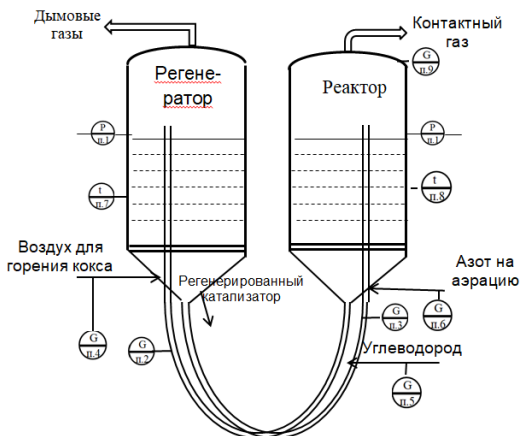 Дымовые
газы
Контактный
газ
G
п.9
Регене-
ратор
Реактор
P
п.1
P
п.1
t
п.7
t
п.8
Воздух для
горения кокса
Регенерированный
катализатор
Азот на
аэрацию
G
п.4
G
п.2
G
п.3
G
п.6
Углеводород
G
п.5